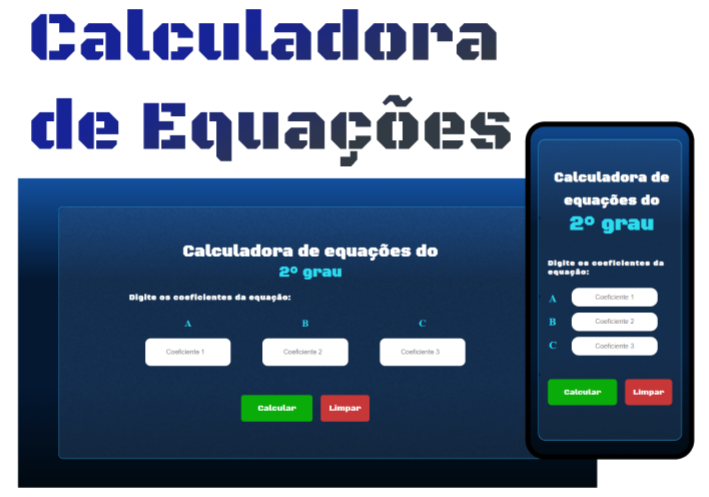 Calculadora
de Equações
Calculadora de equações do
2º grau
Digite os coeficientes da equação:
A B C
Coeficiente 1 Coeficiente 2 Coeficiente 3
Calcular Limpar
Calculadora de
equações do
2º grau
Digite os coeficientes da
equação:
A Coeficiente 1
B Coeficiente 2
C Coeficiente 3
Calcular Limpar